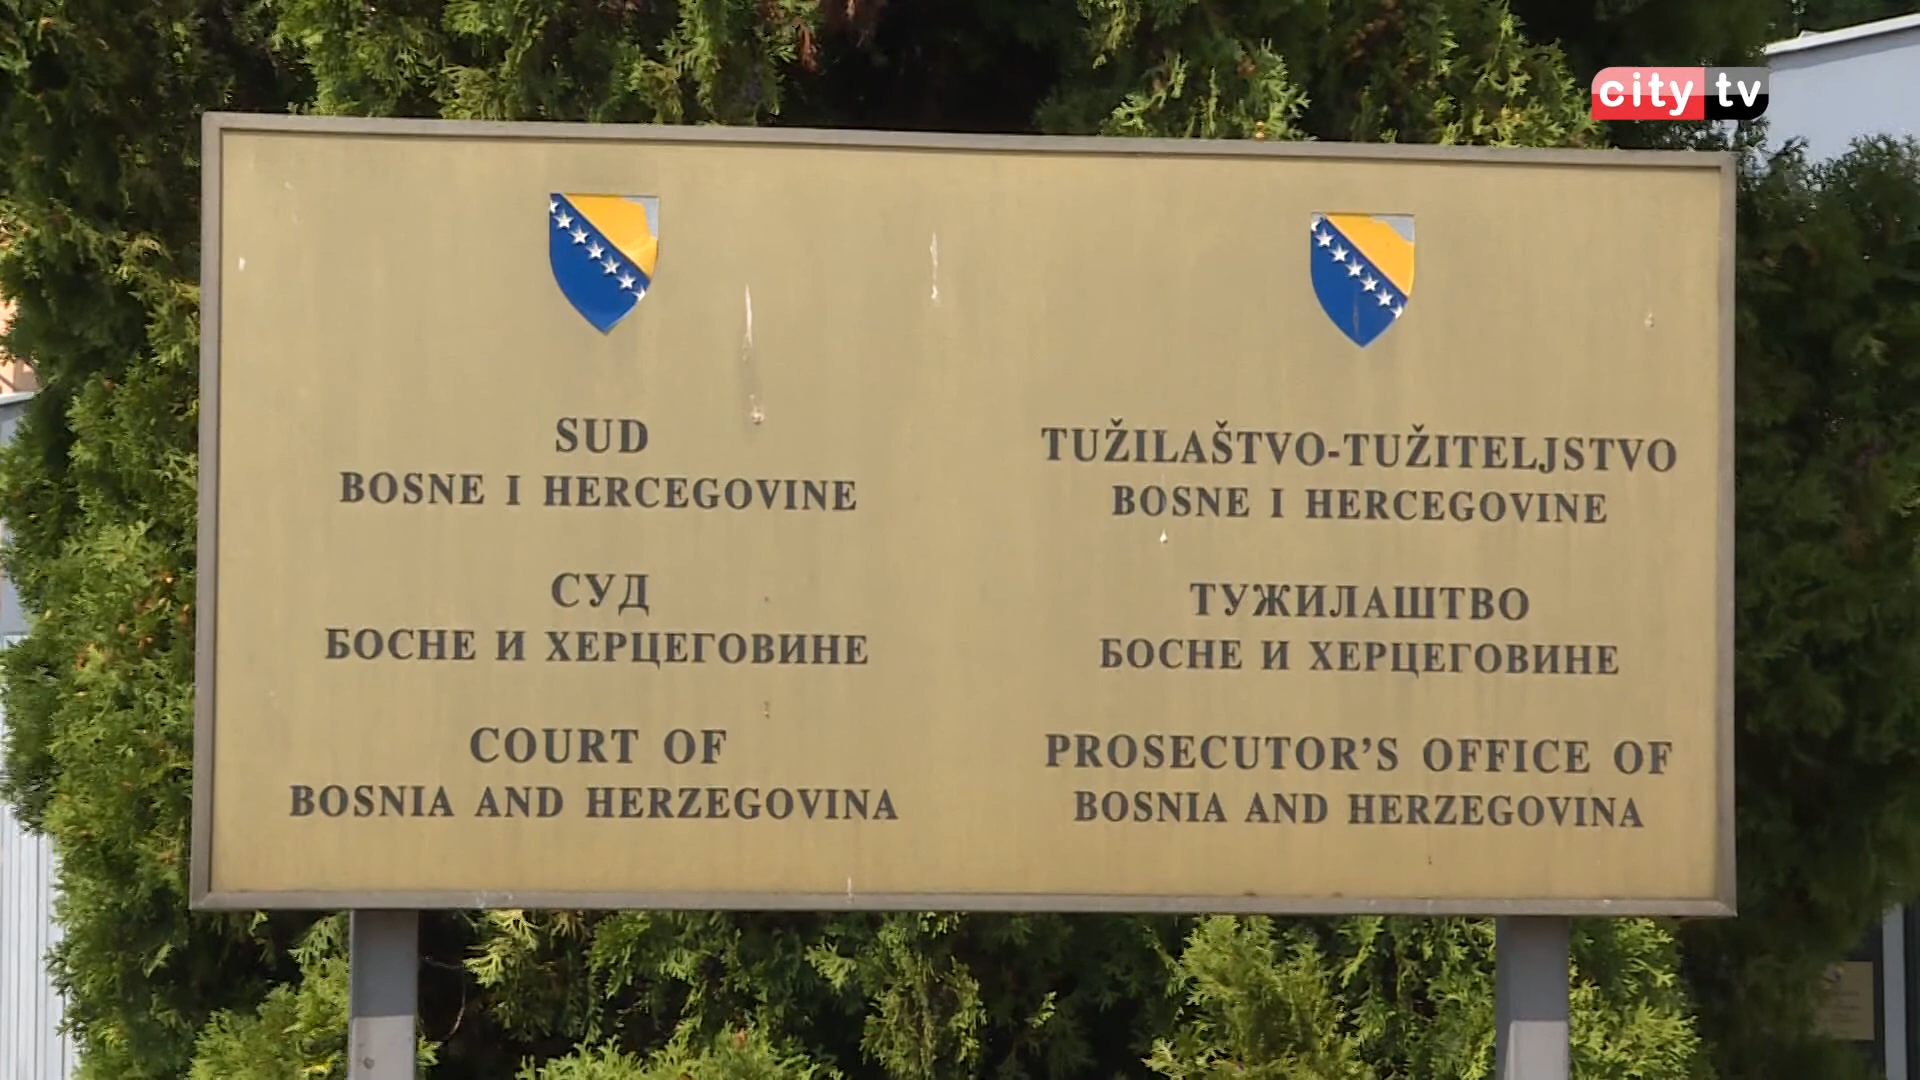 city tv
SUD
BOSNE I HERCEGOVINE
СУД
БОСНЕ И ХЕРЦЕГОВИНЕ
COURT OF
BOSNIA AND HERZEGOVINA
TUŽILAŠTVO-TUŽITELJSTVO
BOSNE I HERCEGOVINE
ТУЖИЛАШТВО
БОСНЕ И ХЕРЦЕГОВИНЕ
PROSECUTOR’S OFFICE OF
BOSNIA AND HERZEGOVINA